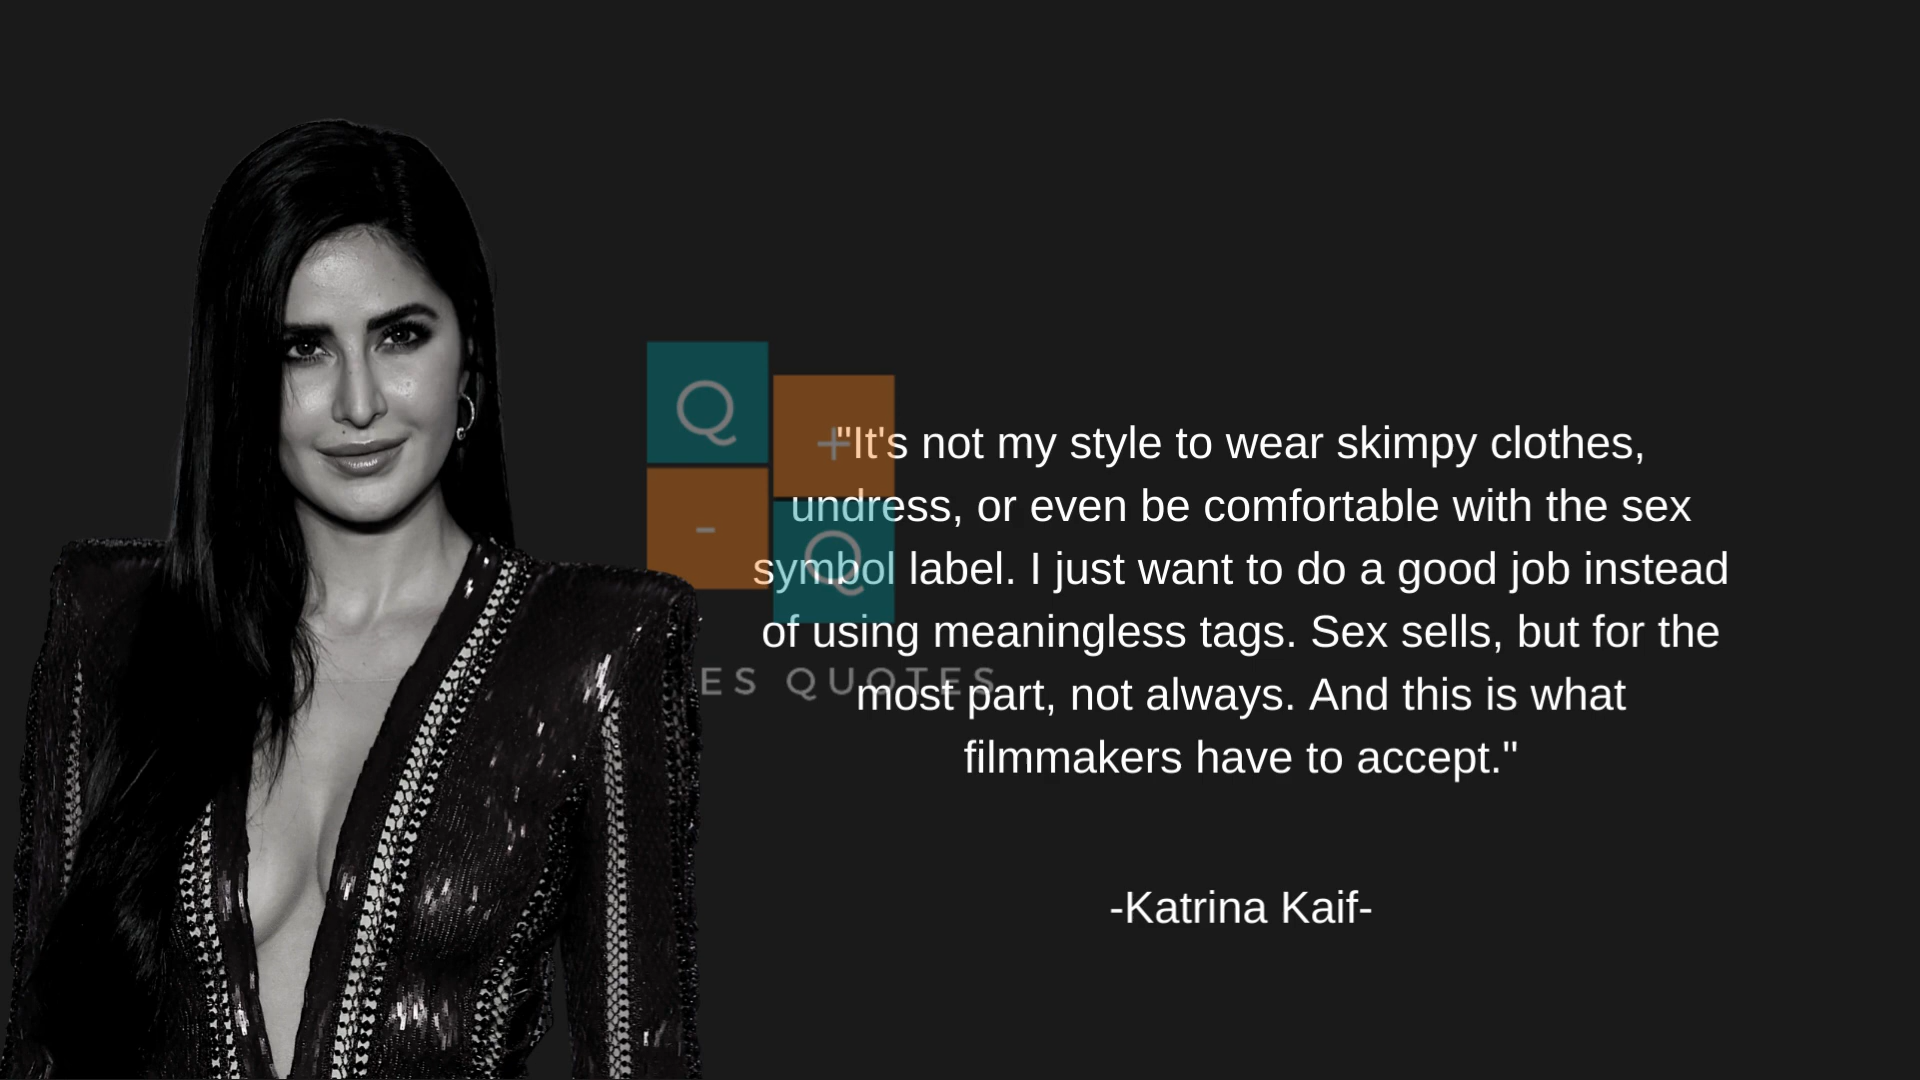 Q
+
-
Q
"It's not my style to wear skimpy clothes,
undress, or even be comfortable with the sex
symbol label. I just want to do a good job instead
of using meaningless tags. Sex sells, but for the
most part, not always. And this is what
filmmakers have to accept."
ES QUOTES
-Katrina Kaif-